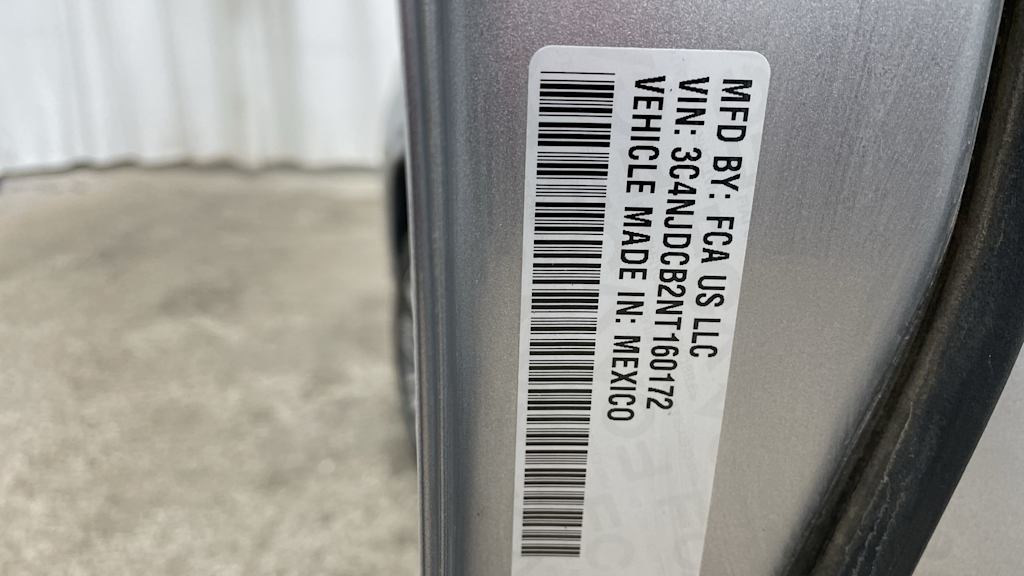 MFD BY: FCA US LLC
VIN: 3C4NJDCB2NT160172
VEHICLE MADE IN: MEXICO